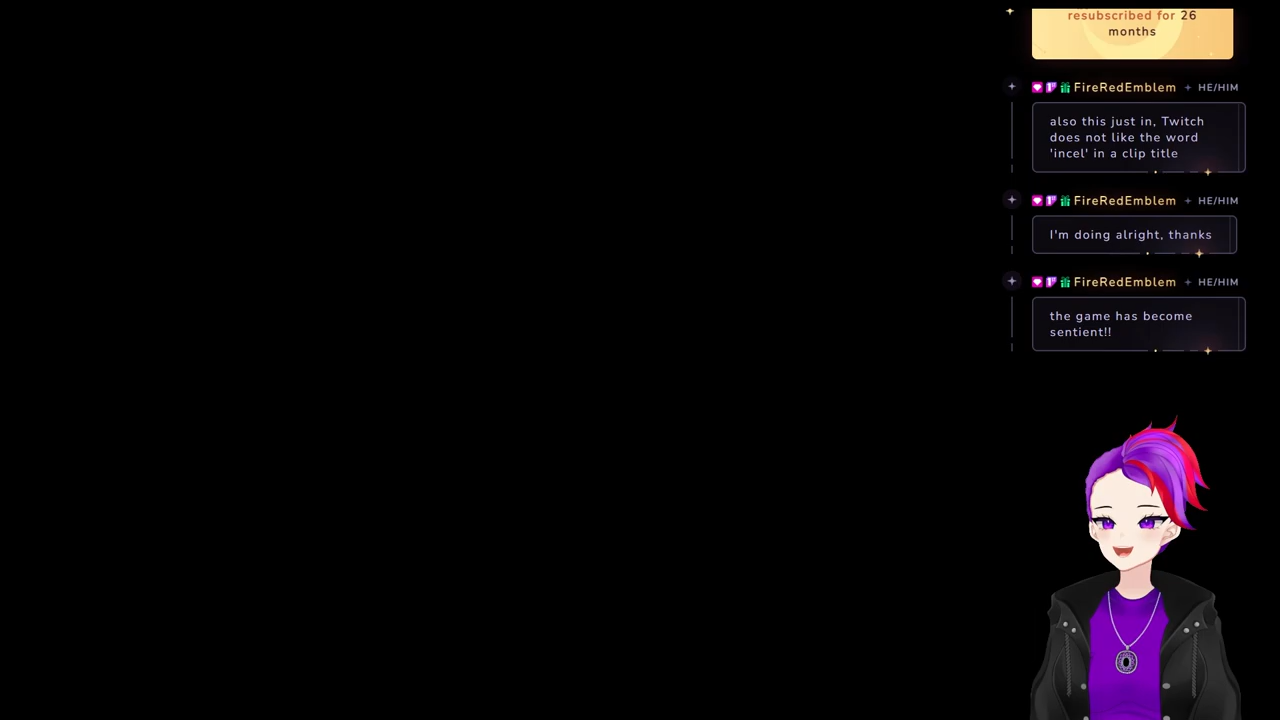 resubscribed for 26
months
FireRedEmblem HE/HIM
also this just in, Twitch
does not like the word
'incel' in a clip title
FireRedEmblem HE/HIM
I'm doing alright, thanks
FireRedEmblem HE/HIM
the game has become
sentient!!